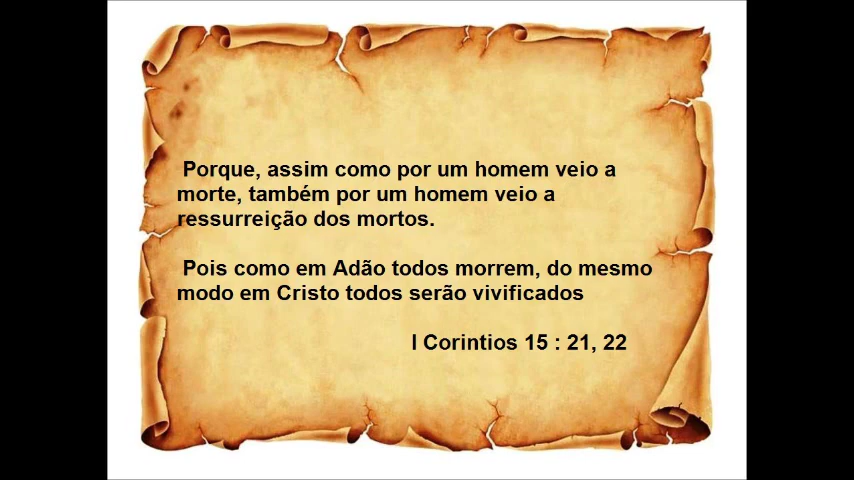 Porque, assim como por um homem veio a
morte, também por um homem veio a
ressurreição dos mortos.
Pois como em Adão todos morrem, do mesmo
modo em Cristo todos serão vivificados
I Corintios 15 : 21, 22